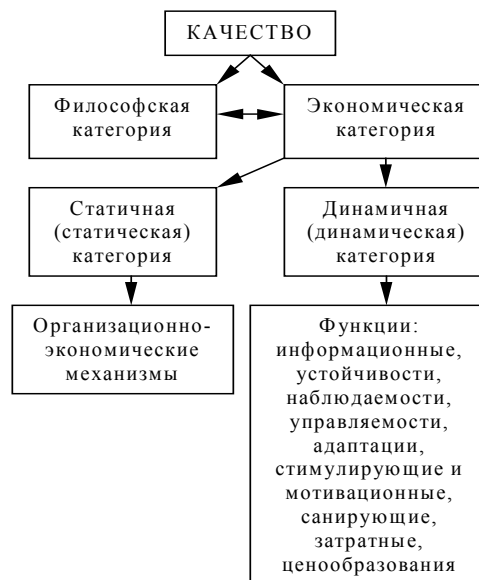 КАЧЕСТВО
Философская
категория
Экономическая
категория
Статичная
(статическая)
категория
Динамичная
(динамическая)
категория
Организационно-
экономические
механизмы
Функции:
информационные,
устойчивости,
наблюдаемости,
управляемости,
адаптации,
стимулирующие и
мотивационные,
санирующие,
затратные,
ценообразования